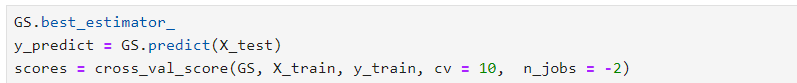 GS.best_estimator_
y_predict = GS.predict(X_test)
scores = cross_val_score(GS, X_train, y_train, cv = 10,  n_jobs = -2)